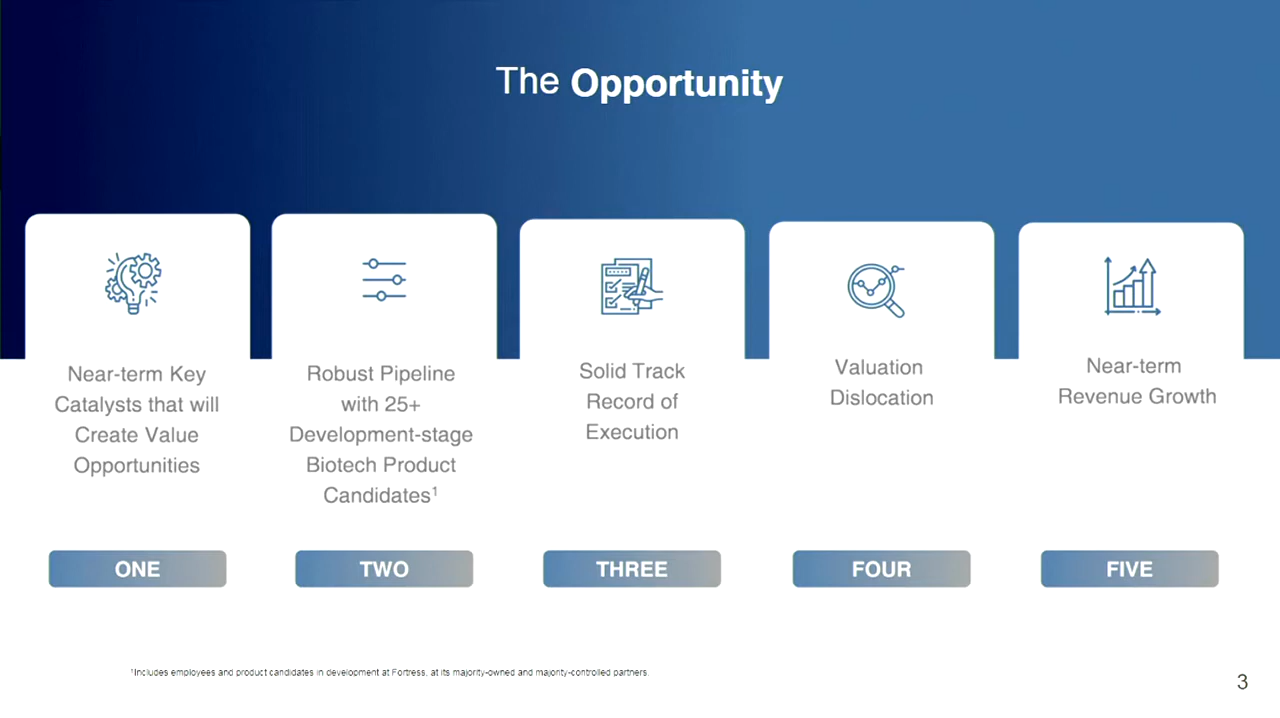 The Opportunity
Near-term Key
Catalysts that will
Create Value
Opportunities
ONE
Robust Pipeline
with 25+
Development-stage
Biotech Product
Candidates¹
TWO
Solid Track
Record of
Execution
THREE
Valuation
Dislocation
FOUR
Near-term
Revenue Growth
FIVE
¹Includes employees and product candidates in development at Fortress, at its majority-owned and majority-controlled partners.
3